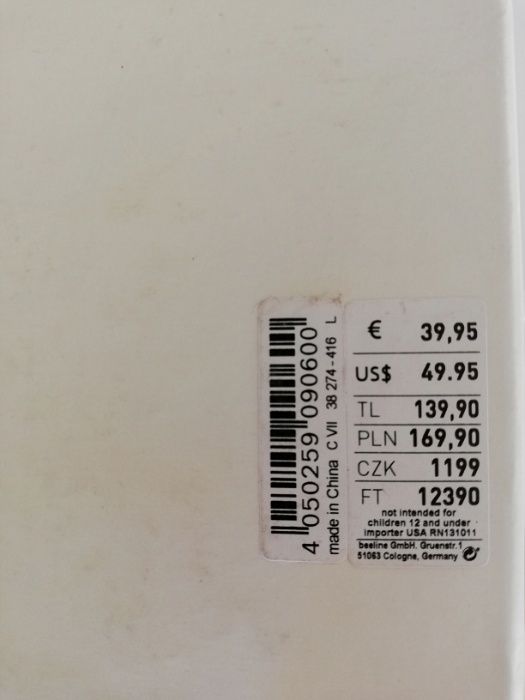 4 050259 090600
made in China C VII 38 274-416 L
€ 39,95
US$ 49.95
TL 139,90
PLN 169,90
CZK 1199
FT 12390
not intended for
children 12 and under
importer USA RN131011
beeline GmbH, Gruenstr.1
51063 Cologne, Germany